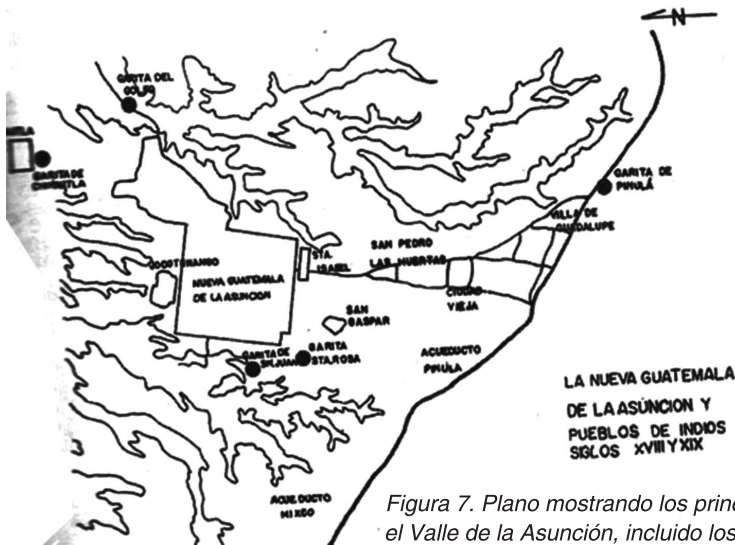 N
GARITA DEL
GOLFO
GARITA DE
CHINAUTLA
GARITA DE
PINULÁ
VILLA DE
GUADALUPE
SAN PEDRO
LAS HUERTAS
STA.
ISABEL
JOCOTENANGO
NUEVA GUATEMALA
DE LA ASUNCION
CIUDAD
VIEJA
SAN
GASPAR
GARITA
STA.ROSA
GARITA DE
SN.JUAN
ACUEDUCTO
PINULA
LA NUEVA GUATEMALA
DE LA ASÚNCION Y
PUEBLOS DE INDIOS
SIGLOS XVIII Y XIX
ACUEDUCTO
MIXCO
Figura 7. Plano mostrando los princ
el Valle de la Asunción, incluido los